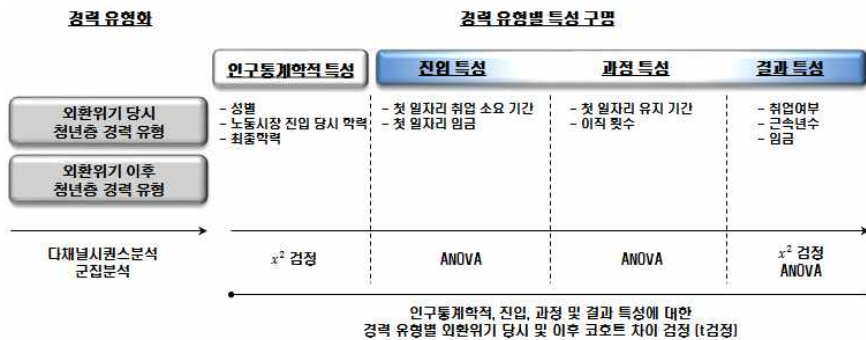 경력 유형화
경력 유형별 특성 구명
인구통계학적 특성
진입 특성
과정 특성
결과 특성
외환위기 당시
청년층 경력 유형
외환위기 이후
청년층 경력 유형
- 성별
- 노동시장 진입 당시 학력
- 최종학력
- 첫 일자리 취업 소요 기간
- 첫 일자리 임금
- 첫 일자리 유지 기간
- 이직 횟수
- 취업여부
- 근속년수
- 임금
다채널시퀀스분석
군집분석
x² 검정
ANOVA
ANOVA
x² 검정
ANOVA
인구통계학적, 진입, 과정 및 결과 특성에 대한
경력 유형별 외환위기 당시 및 이후 코호트 차이 검정 [t검정]